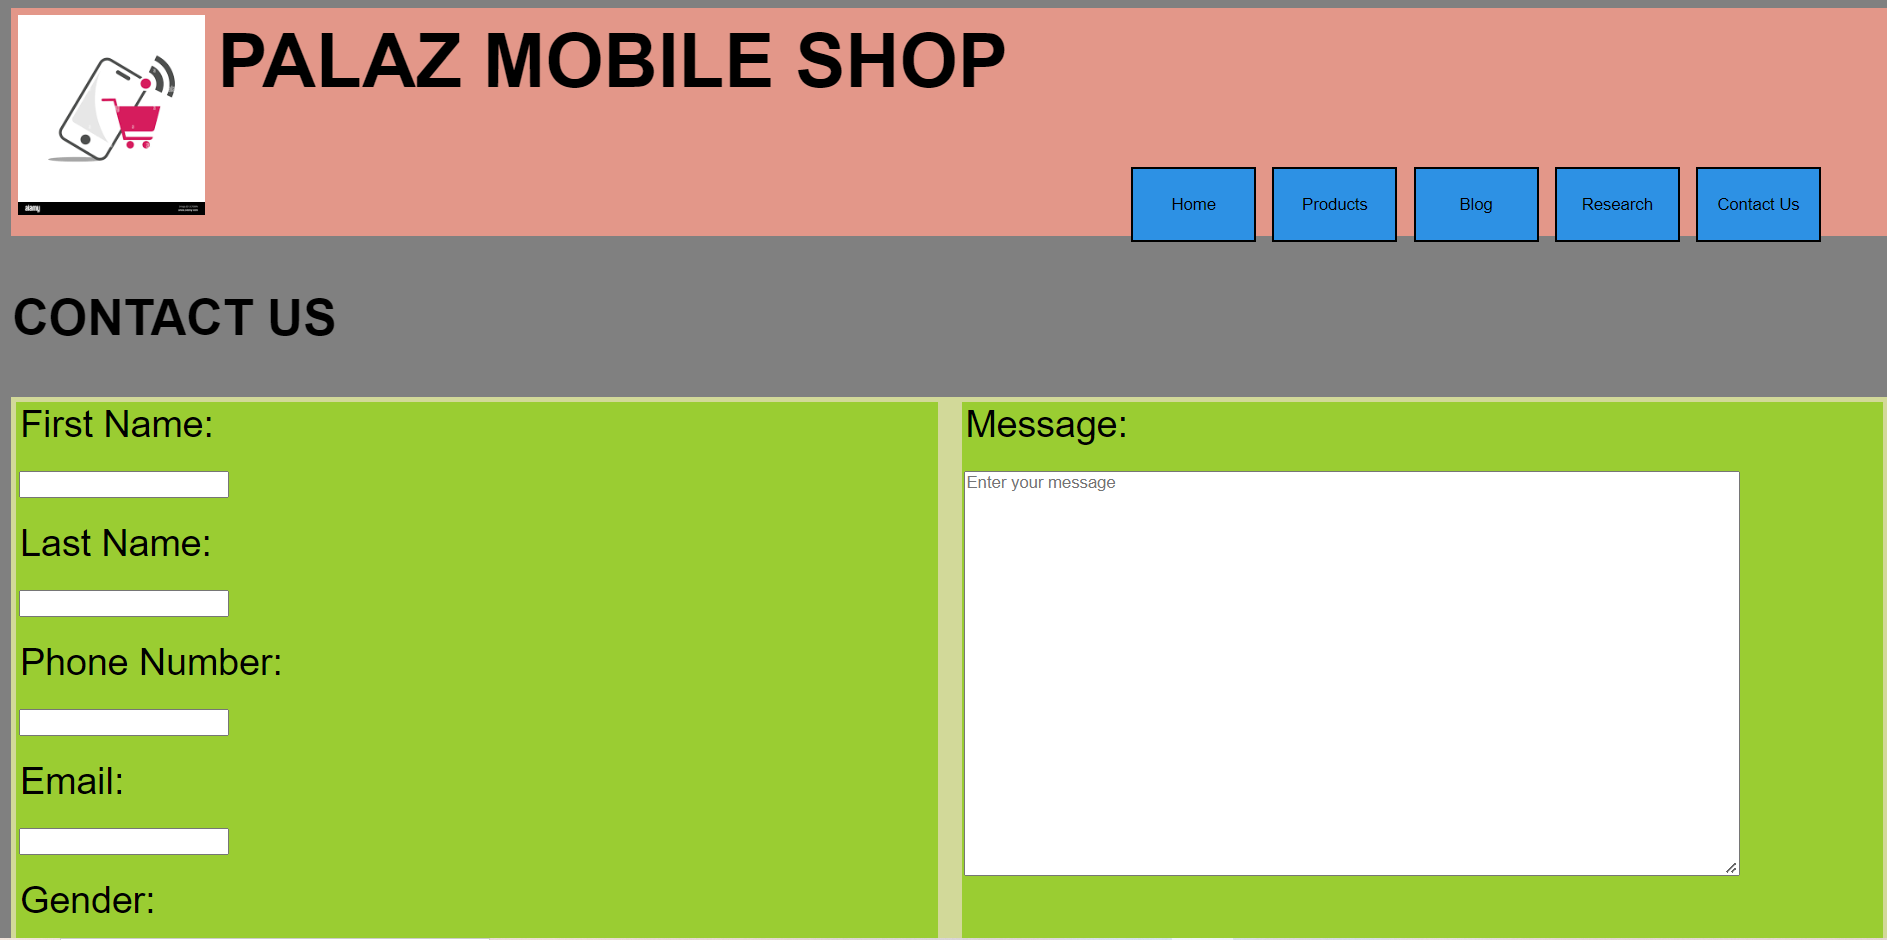 PALAZ MOBILE SHOP
alamy
Home Products Blog Research Contact Us
CONTACT US
First Name:
Last Name:
Phone Number:
Email:
Gender:
Message:
Enter your message